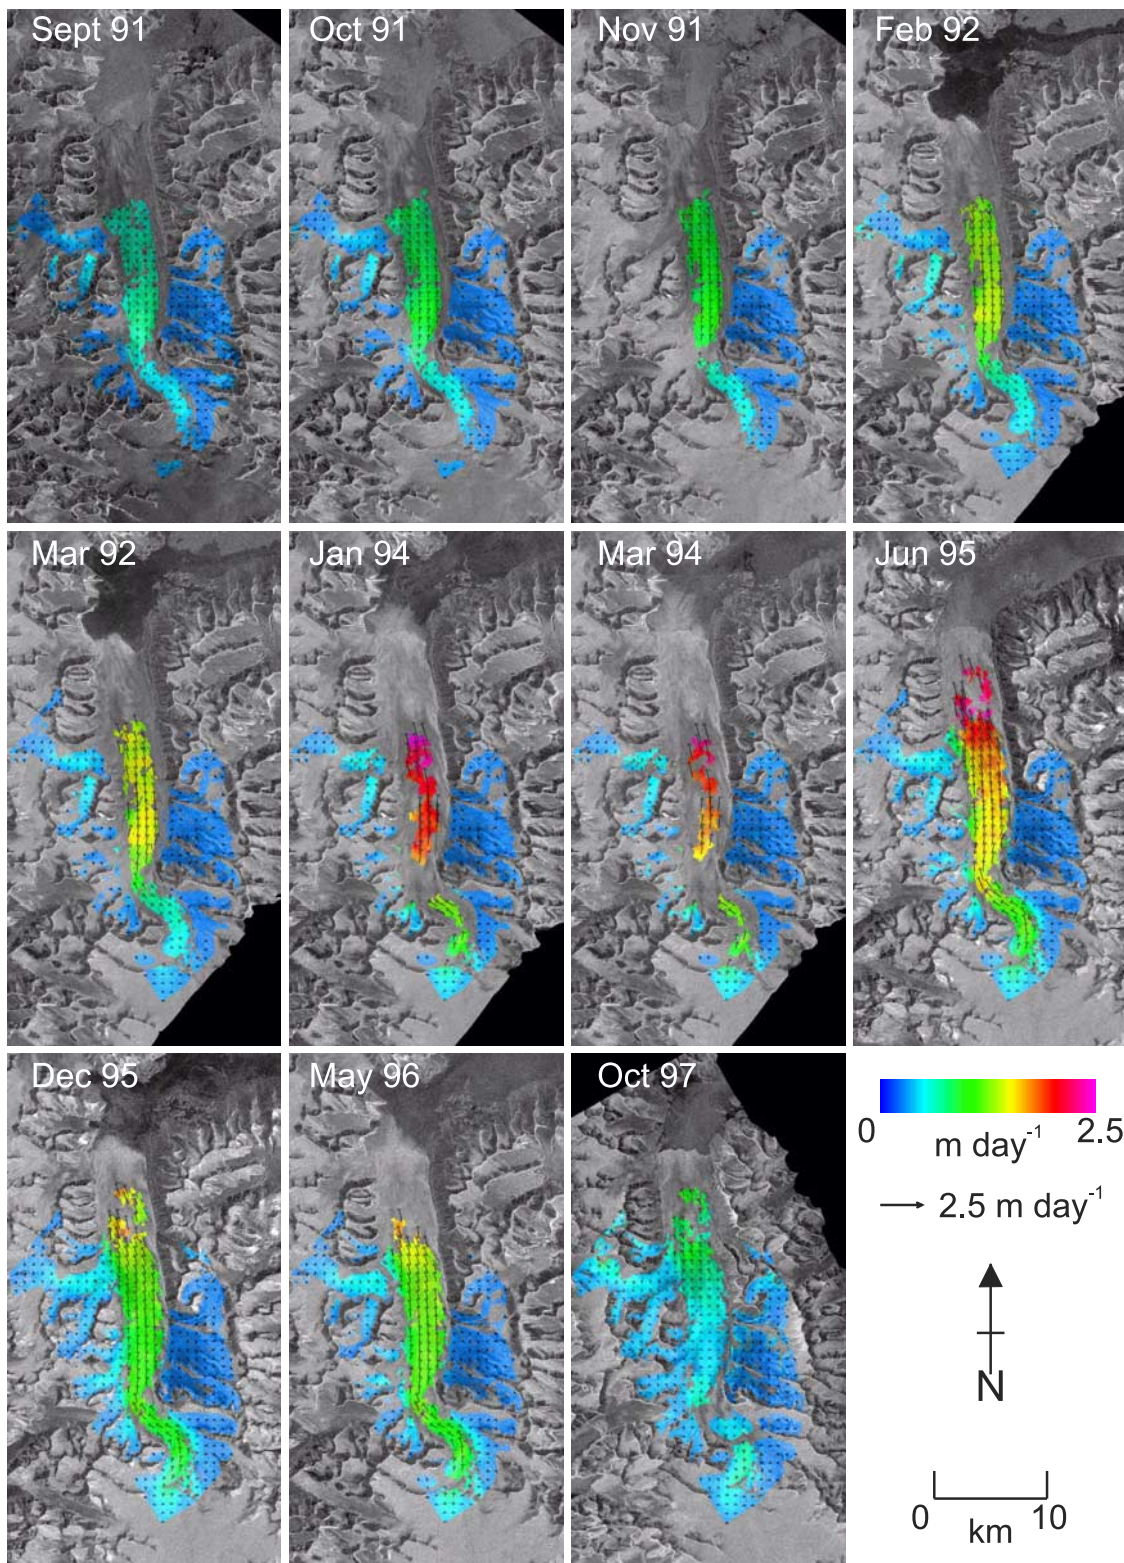 Sept 91
Oct 91
Nov 91
Feb 92
Mar 92
Jan 94
Mar 94
Jun 95
Dec 95
May 96
Oct 97
0 2.5
m day⁻¹
2.5 m day⁻¹
N
0 10
km